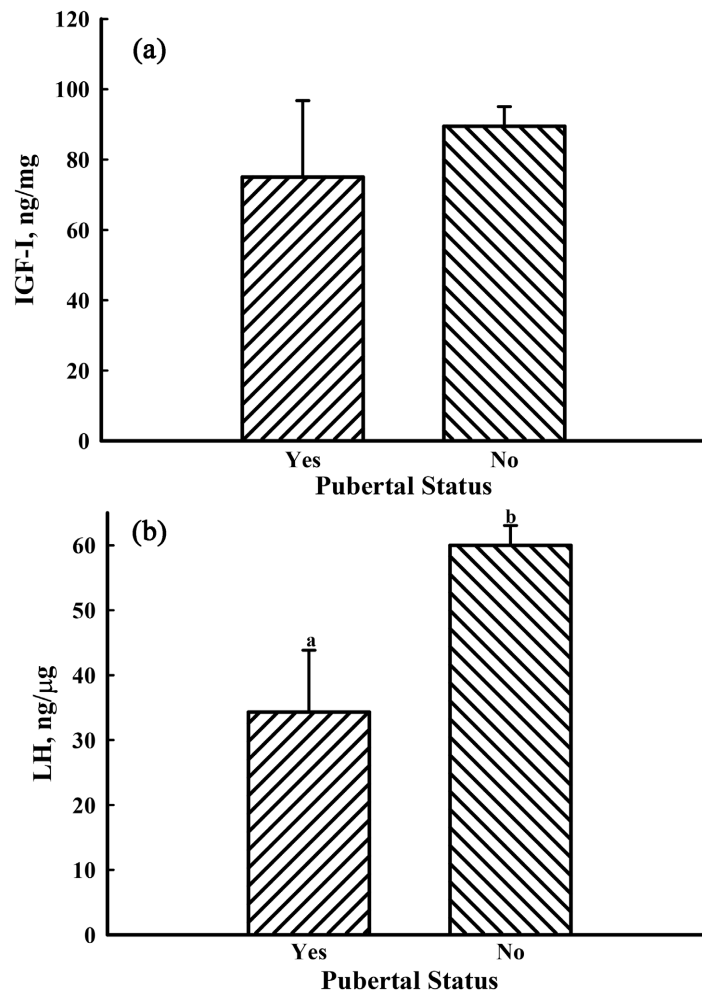 (a)
120
100
80
60
40
20
0
IGF-I, ng/mg
Yes No
Pubertal Status
(b)
60
50
40
30
20
10
0
LH, ng/μg
a
b
Yes No
Pubertal Status